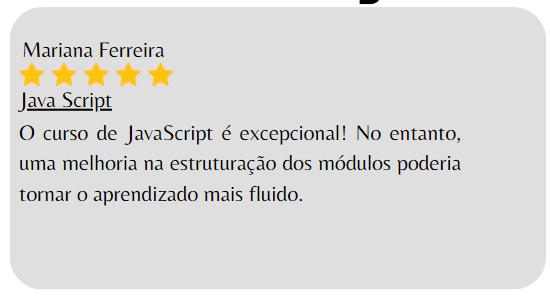 Mariana Ferreira
Java Script
O curso de JavaScript é excepcional! No entanto,
uma melhoria na estruturação dos módulos poderia
tornar o aprendizado mais fluido.